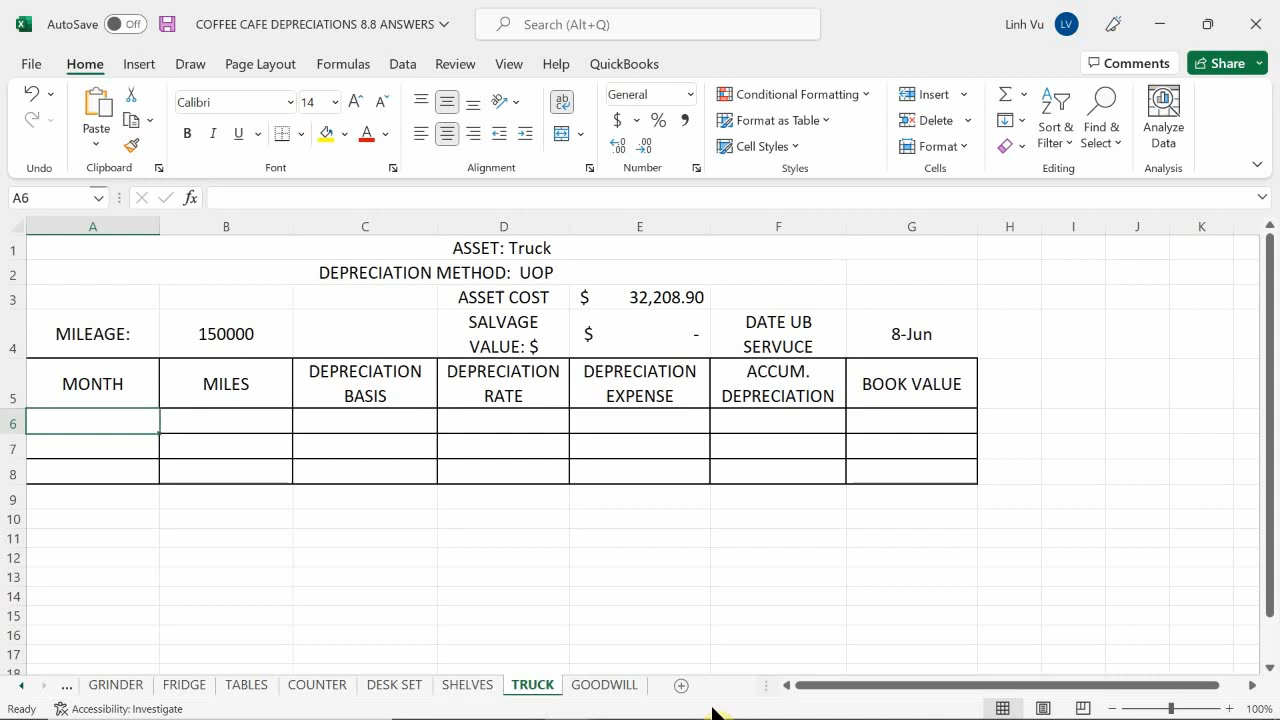 AutoSave Off COFFEE CAFE DEPRECIATIONS 8.8 ANSWERS Search (Alt+Q) Linh Vu LV
File Home Insert Draw Page Layout Formulas Data Review View Help QuickBooks Comments Share
Calibri 14 General Conditional Formatting Insert
Paste Format as Table Delete Sort & Filter Find & Select Analyze Data
B I U $ % Cell Styles Format
Undo Clipboard Font Alignment Number Styles Cells Editing Analysis
A6 fx
A B C D E F G H I J K
1 ASSET: Truck
2 DEPRECIATION METHOD: UOP
3 ASSET COST $ 32,208.90
4 MILEAGE: 150000 SALVAGE VALUE: $ $ - DATE UB SERVUCE 8-Jun
5 MONTH MILES DEPRECIATION BASIS DEPRECIATION RATE DEPRECIATION EXPENSE ACCUM. DEPRECIATION BOOK VALUE
6
7
8
9
10
11
12
13
14
15
16
17
18
... GRINDER FRIDGE TABLES COUNTER DESK SET SHELVES TRUCK GOODWILL
Ready Accessibility: Investigate 100%